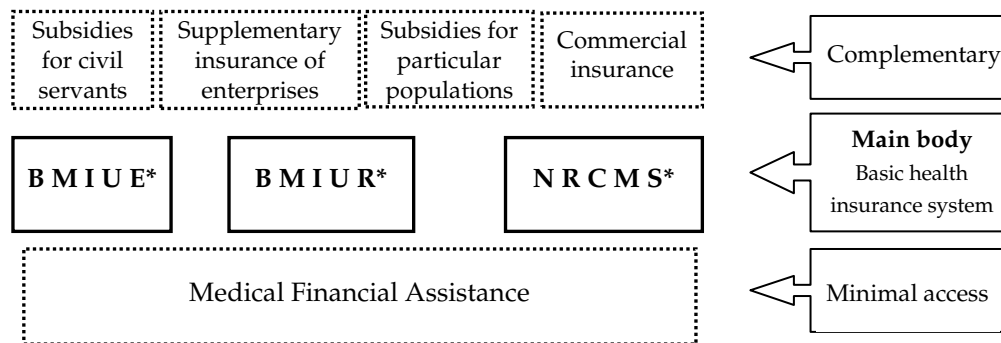 Subsidies
for civil
servants
Supplementary
insurance of
enterprises
Subsidies for
particular
populations
Commercial
insurance
Complementary
B M I U E*
B M I U R*
N R C M S*
Main body
Basic health
insurance system
Medical Financial Assistance
Minimal access